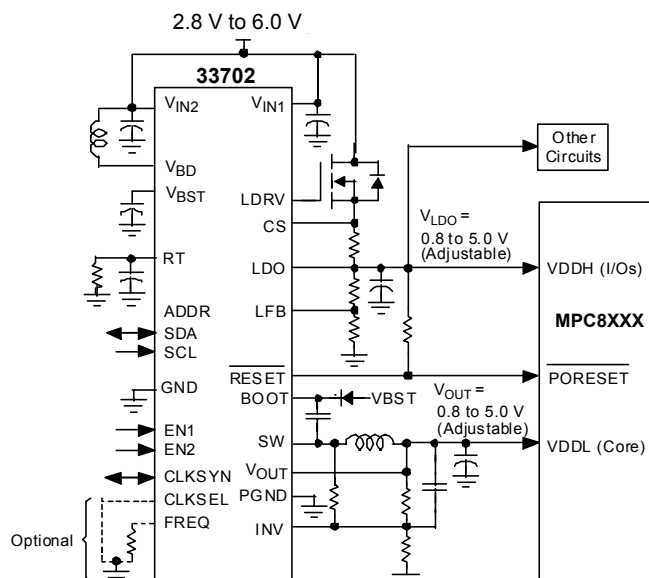 2.8 V to 6.0 V
33702
VIN2
VIN1
VBD
VBST
LDRV
CS
RT
LDO
ADDR
LFB
SDA
SCL
RESET
GND
BOOT
VBST
EN1
SW
EN2
VOUT
CLKSYN
PGND
CLKSEL
FREQ
INV
Optional
Other
Circuits
VLDO =
0.8 to 5.0 V
(Adjustable)
VDDH (I/Os)
MPC8XXX
PORESET
VOUT =
0.8 to 5.0 V
(Adjustable)
VDDL (Core)